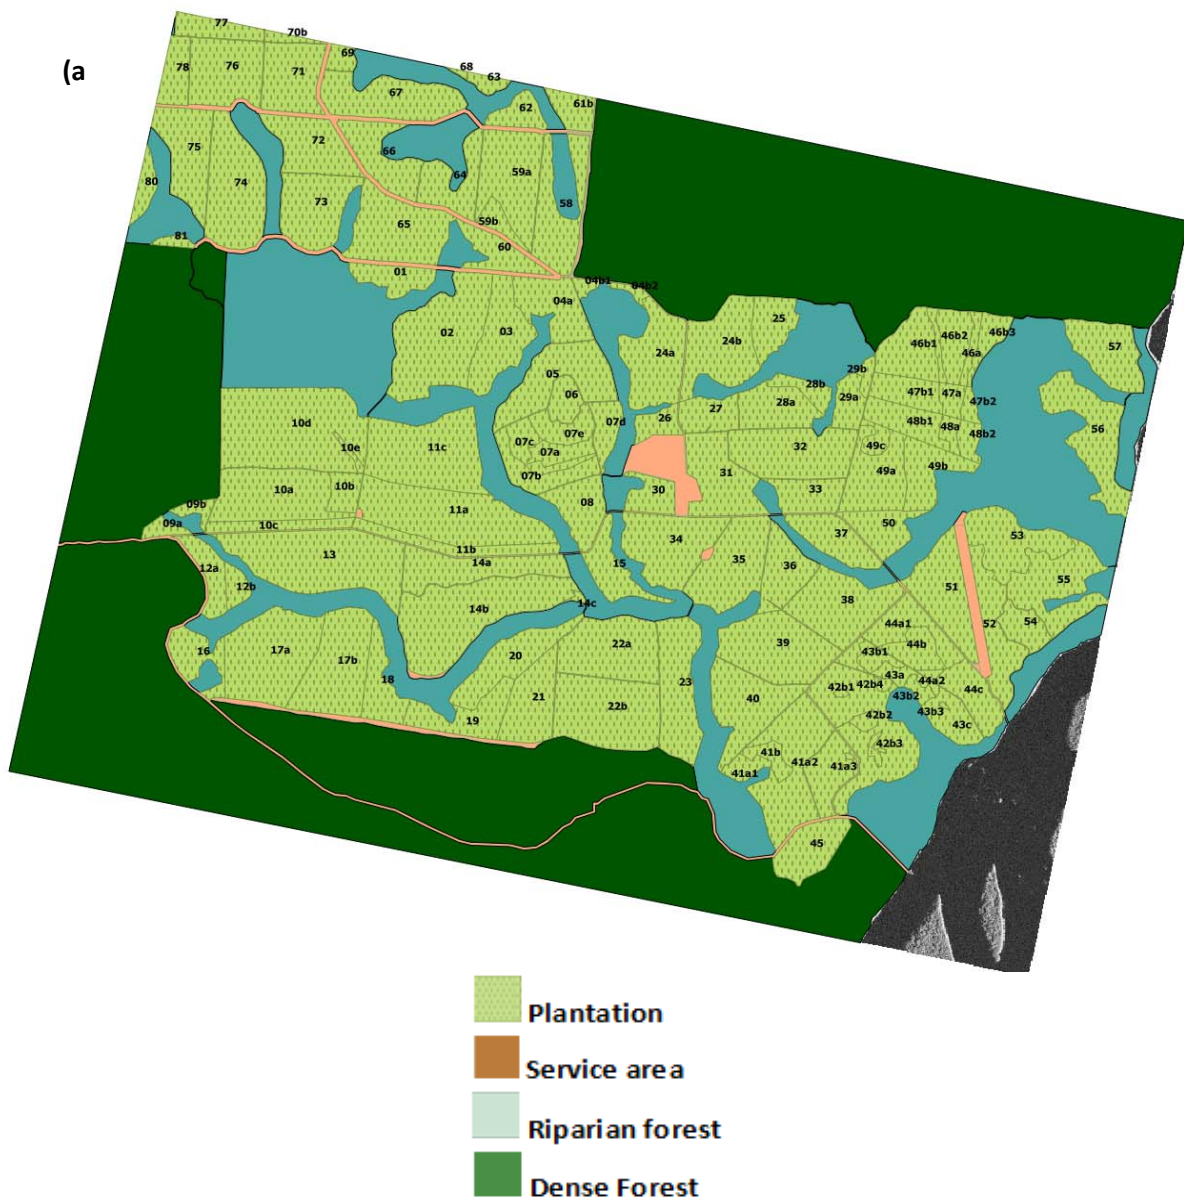 77
70b
(a
69
68
63
78
76
71
67
62
61b
72
66
75
59a
64
80
74
73
58
65
59b
81
60
01
04b1
04b2
04a
25
02
03
24b
46b1
46b2
46b3
57
24a
46a
05
29b
28b
06
47b1
47a
47b2
29a
28a
27
26
07d
10d
48b1
48a
48b2
56
07e
07c
10e
11c
32
49c
07a
49b
07b
31
49a
10b
10a
30
33
09b
08
11a
09a
10c
50
37
53
34
11b
13
14a
35
15
36
12a
55
12b
51
38
14c
14b
52
54
44a1
39
22a
44b
17a
16
20
43b1
17b
18
23
43a
44a2
42b4
42b1
44c
21
40
43b2
22b
43b3
42b2
19
43c
42b3
41b
41a2
41a3
41a1
45
Plantation
Service area
Riparian forest
Dense Forest